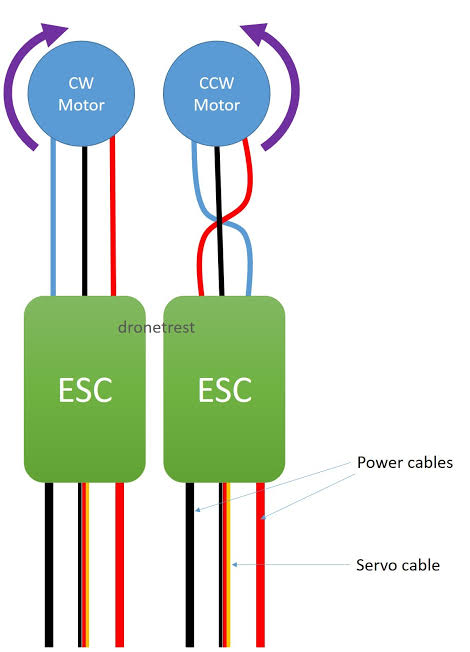 CW
Motor
CCW
Motor
dronetrest
ESC
ESC
Power cables
Servo cable